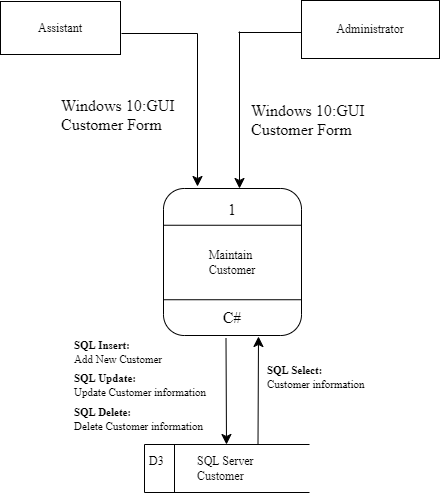 Assistant
Administrator
Windows 10:GUI
Customer Form
Windows 10:GUI
Customer Form
1
Maintain
Customer
C#
SQL Insert:
Add New Customer
SQL Update:
Update Customer information
SQL Delete:
Delete Customer information
SQL Select:
Customer information
D3
SQL Server
Customer